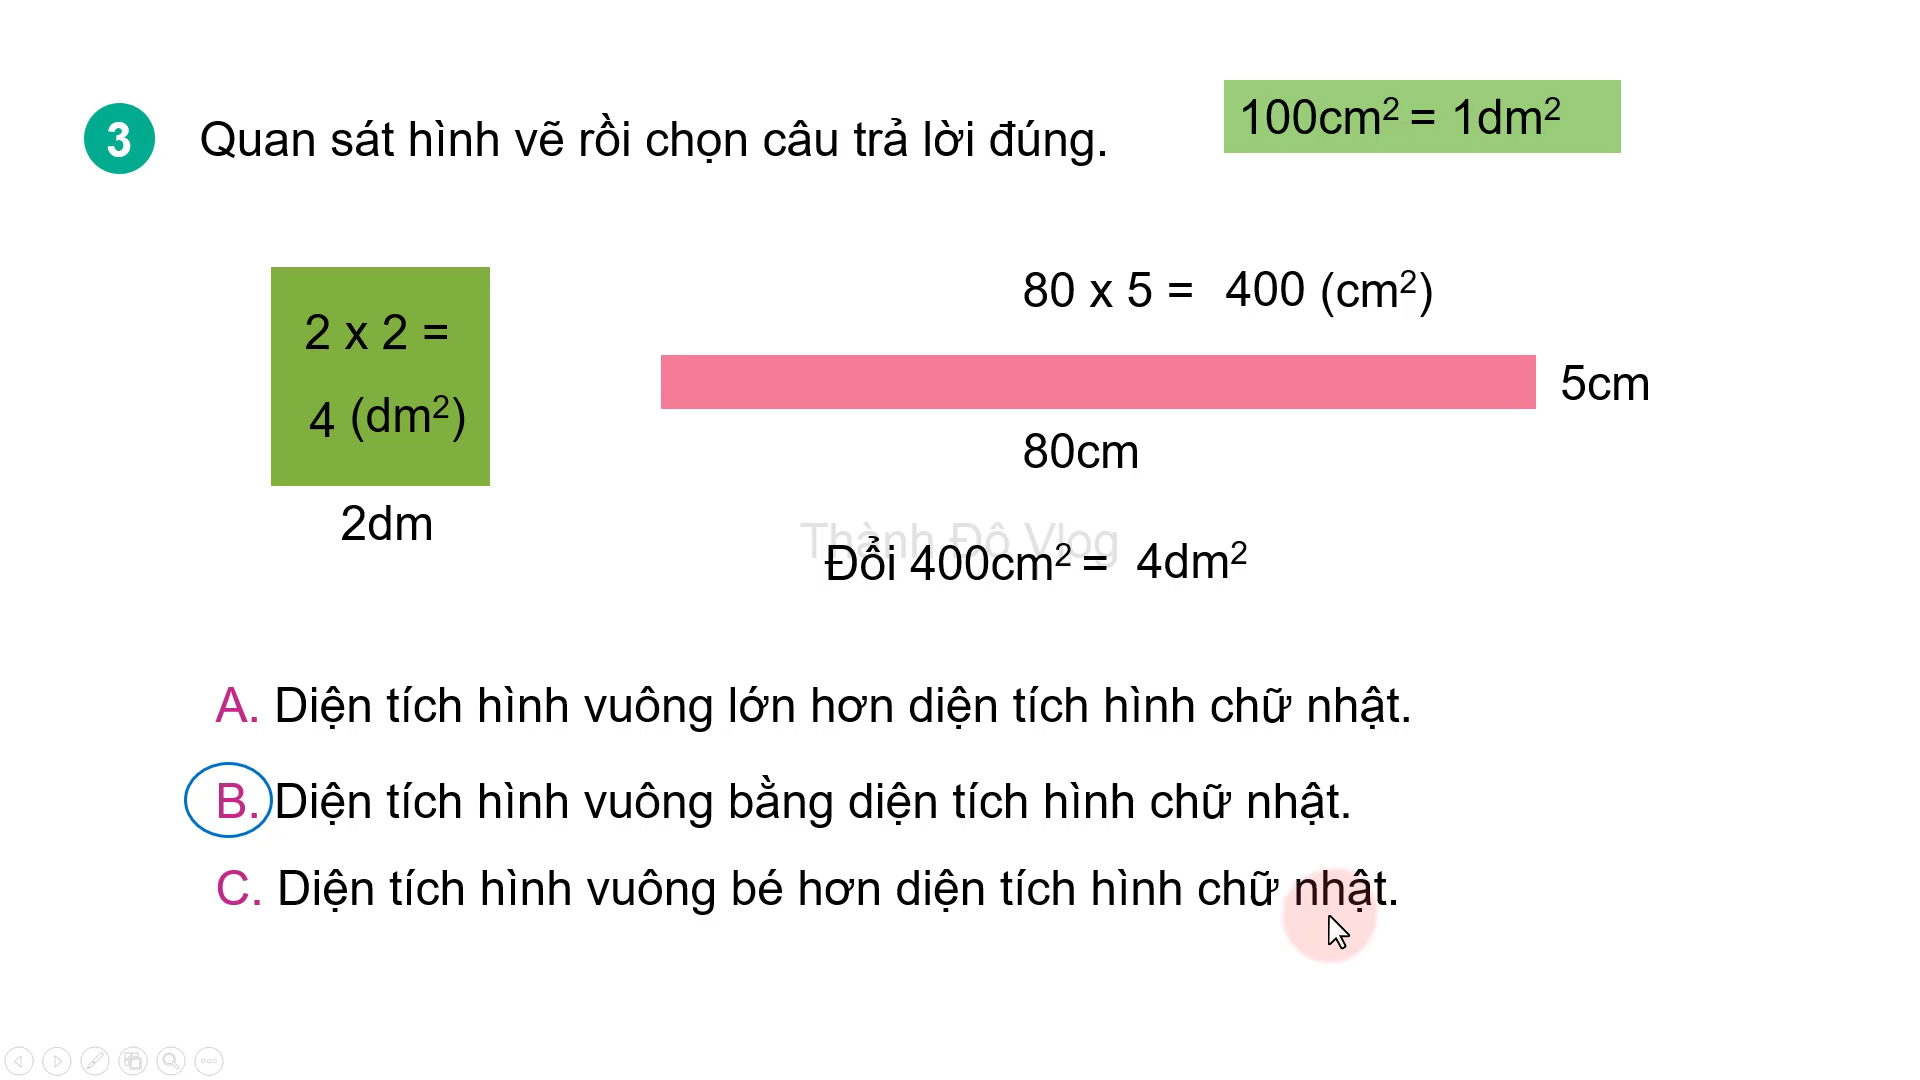 100cm² = 1dm²
3 Quan sát hình vẽ rồi chọn câu trả lời đúng.
80 x 5 = 400 (cm²)
2 x 2 =
4 (dm²)
5cm
80cm
2dm
Thành Đô Vlog
Đổi 400cm² = 4dm²
A. Diện tích hình vuông lớn hơn diện tích hình chữ nhật.
B. Diện tích hình vuông bằng diện tích hình chữ nhật.
C. Diện tích hình vuông bé hơn diện tích hình chữ nhật.